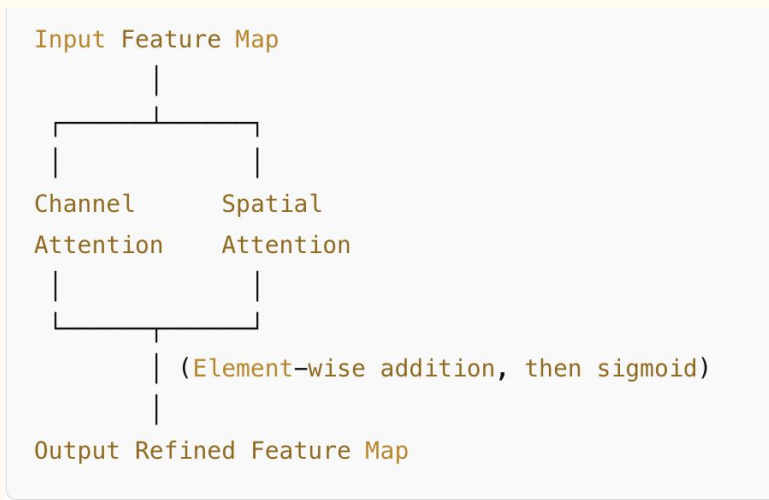 Input Feature Map
Channel Spatial
Attention Attention
(Element-wise addition, then sigmoid)
Output Refined Feature Map